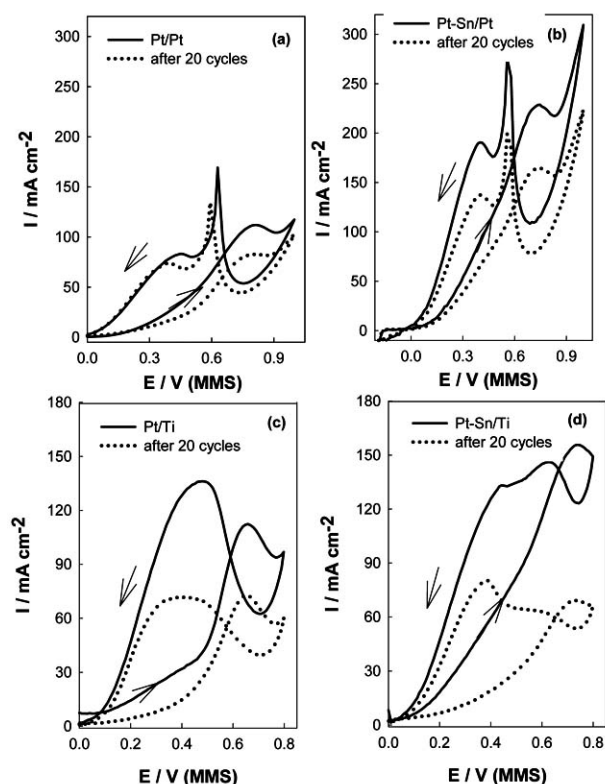 300
250
200
150
100
50
0
I / mA cm-2
Pt/Pt
after 20 cycles
(a)
0.0 0.3 0.6 0.9
E / V (MMS)
300
250
200
150
100
50
0
I / mA cm-2
Pt-Sn/Pt
after 20 cycles
(b)
0.0 0.3 0.6 0.9
E / V (MMS)
180
150
120
90
60
30
0
I / mA cm-2
Pt/Ti
after 20 cycles
(c)
0.0 0.2 0.4 0.6 0.8
E / V (MMS)
180
150
120
90
60
30
0
I / mA cm-2
Pt-Sn/Ti
after 20 cycles
(d)
0.0 0.2 0.4 0.6 0.8
E / V (MMS)